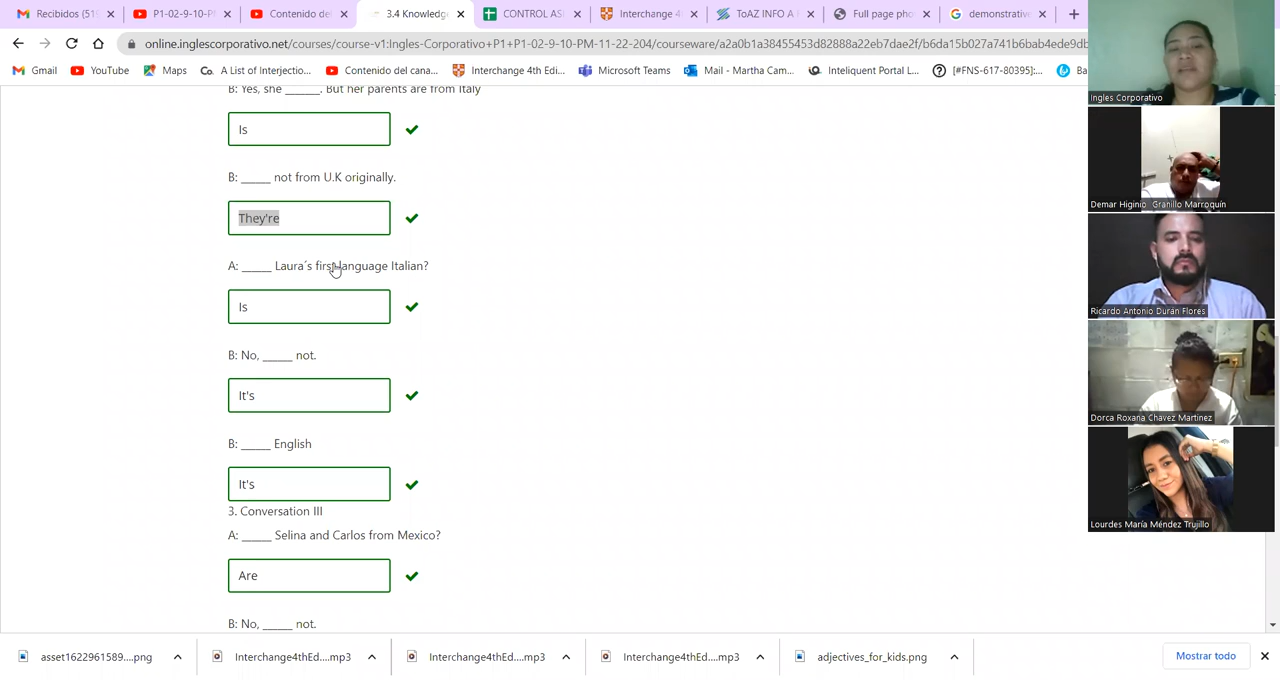 Recibidos (51
P1-02-9-10-P
Contenido de
3.4 Knowledg
CONTROL AS
Interchange 4
ToAZ INFO A
Full page pho
demonstrative
online.inglescorporativo.net/courses/course-v1:Ingles-Corporativo+P1+P1-02-9-10-PM-11-22-204/courseware/a2a0b1a38455453d82888a22eb7dae2f/b6da15b027a741b6bab4ede9db
Gmail
YouTube
Maps
A List of Interjectio...
Contenido del cana...
Interchange 4th Edi...
Microsoft Teams
Mail - Martha Cam...
Inteliquent Portal L...
[#FNS-617-80395]:...
Ba
B: Yes, she ______. But her parents are from Italy
Is
B: _____ not from U.K originally.
They're
A: _____ Laura´s first language Italian?
Is
B: No, _____ not.
It's
B: _____ English
It's
3. Conversation III
A: _____ Selina and Carlos from Mexico?
Are
B: No, _____ not.
Ingles Corporativo
Demar Higinio Granillo Marroquín
Ricardo Antonio Durán Flores
Dorca Roxana Chavez Martinez
Lourdes María Méndez Trujillo
asset1622961589....png
Interchange4thEd....mp3
Interchange4thEd....mp3
Interchange4thEd....mp3
adjectives_for_kids.png
Mostrar todo